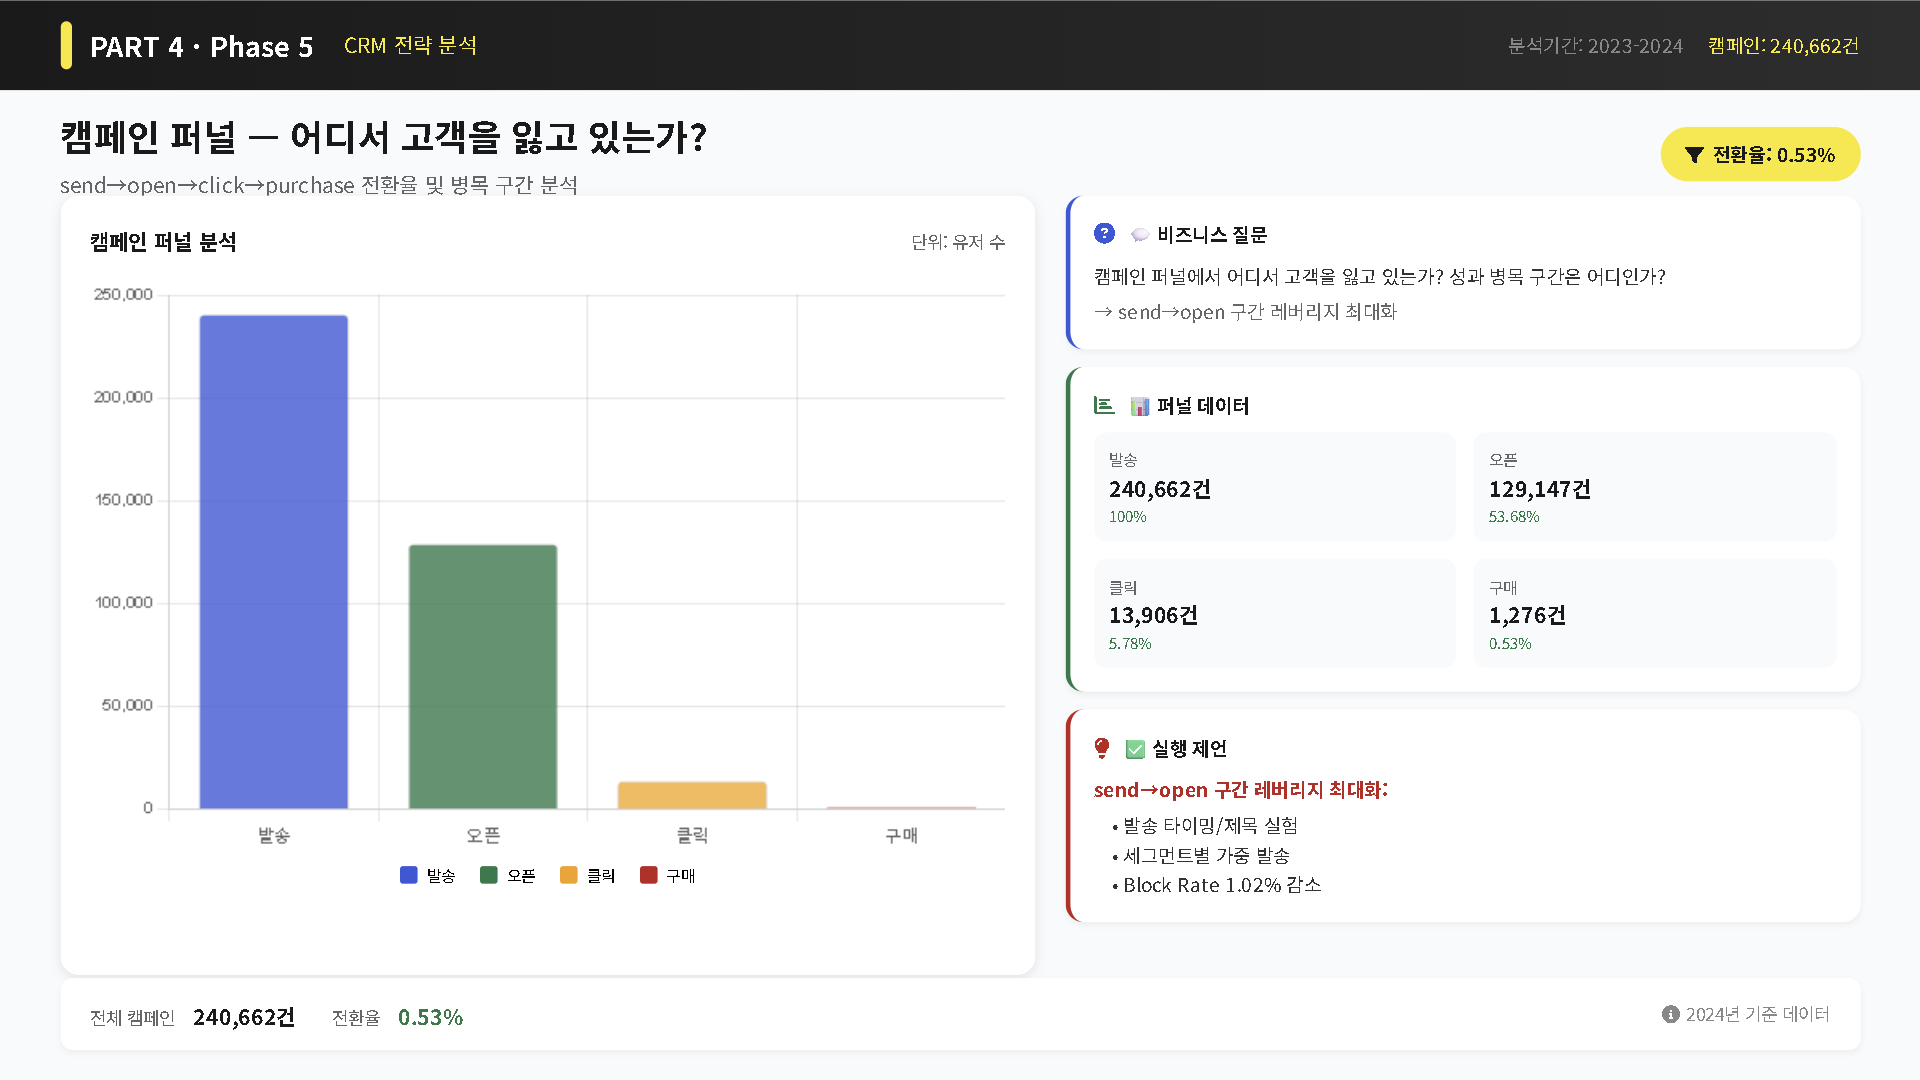 PART 4 · Phase 5
CRM 전략 분석
분석기간: 2023-2024
캠페인: 240,662건
캠페인 퍼널 — 어디서 고객을 잃고 있는가?
send→open→click→purchase 전환율 및 병목 구간 분석
전환율: 0.53%
캠페인 퍼널 분석
단위: 유저 수
250,000
200,000
150,000
100,000
50,000
0
발송
오픈
클릭
구매
발송
오픈
클릭
구매
비즈니스 질문
캠페인 퍼널에서 어디서 고객을 잃고 있는가? 성과 병목 구간은 어디인가?
→ send→open 구간 레버리지 최대화
퍼널 데이터
발송
240,662건
100%
오픈
129,147건
53.68%
클릭
13,906건
5.78%
구매
1,276건
0.53%
실행 제언
send→open 구간 레버리지 최대화:
• 발송 타이밍/제목 실험
• 세그먼트별 가중 발송
• Block Rate 1.02% 감소
전체 캠페인 240,662건
전환율 0.53%
2024년 기준 데이터